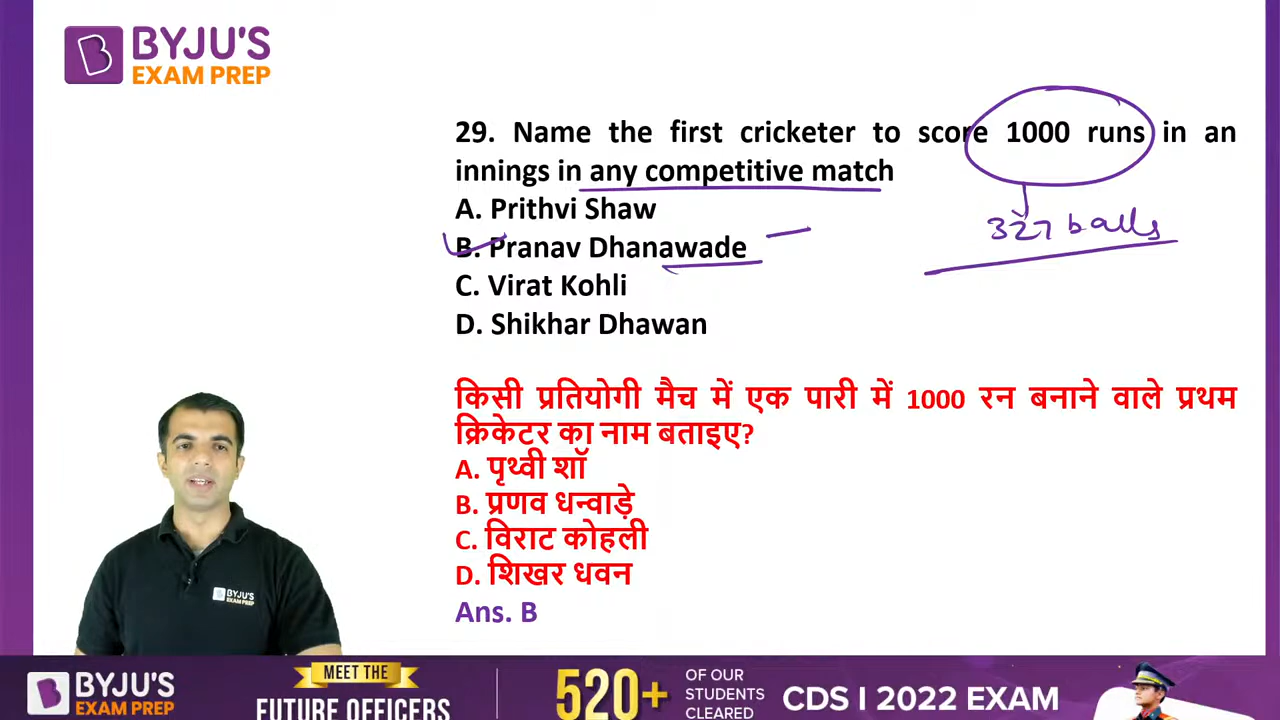 BYJU'S
EXAM PREP
29. Name the first cricketer to score 1000 runs in an
innings in any competitive match
A. Prithvi Shaw
327 balls
B. Pranav Dhanawade
C. Virat Kohli
D. Shikhar Dhawan
किसी प्रतियोगी मैच में एक पारी में 1000 रन बनाने वाले प्रथम
क्रिकेटर का नाम बताइए?
A. पृथ्वी शॉ
B. प्रणव धन्वाड़े
C. विराट कोहली
D. शिखर धवन
Ans. B
BYJU'S
EXAM PREP
BYJU'S
EXAM PREP
MEET THE
FUTURE OFFICERS
520+
OF OUR
STUDENTS
CLEARED
CDS I 2022 EXAM